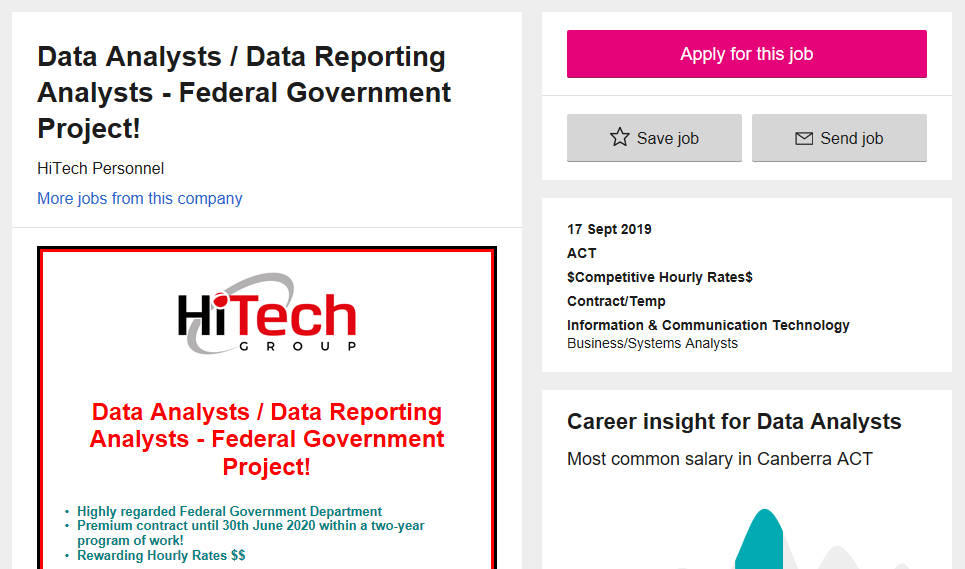 Data Analysts / Data Reporting
Analysts - Federal Government
Project!
HiTech Personnel
More jobs from this company
HiTech
GROUP
Data Analysts / Data Reporting
Analysts - Federal Government
Project!
• Highly regarded Federal Government Department
• Premium contract until 30th June 2020 within a two-year
program of work!
• Rewarding Hourly Rates $$
Apply for this job
Save job
Send job
17 Sept 2019
ACT
$Competitive Hourly Rates$
Contract/Temp
Information & Communication Technology
Business/Systems Analysts
Career insight for Data Analysts
Most common salary in Canberra ACT